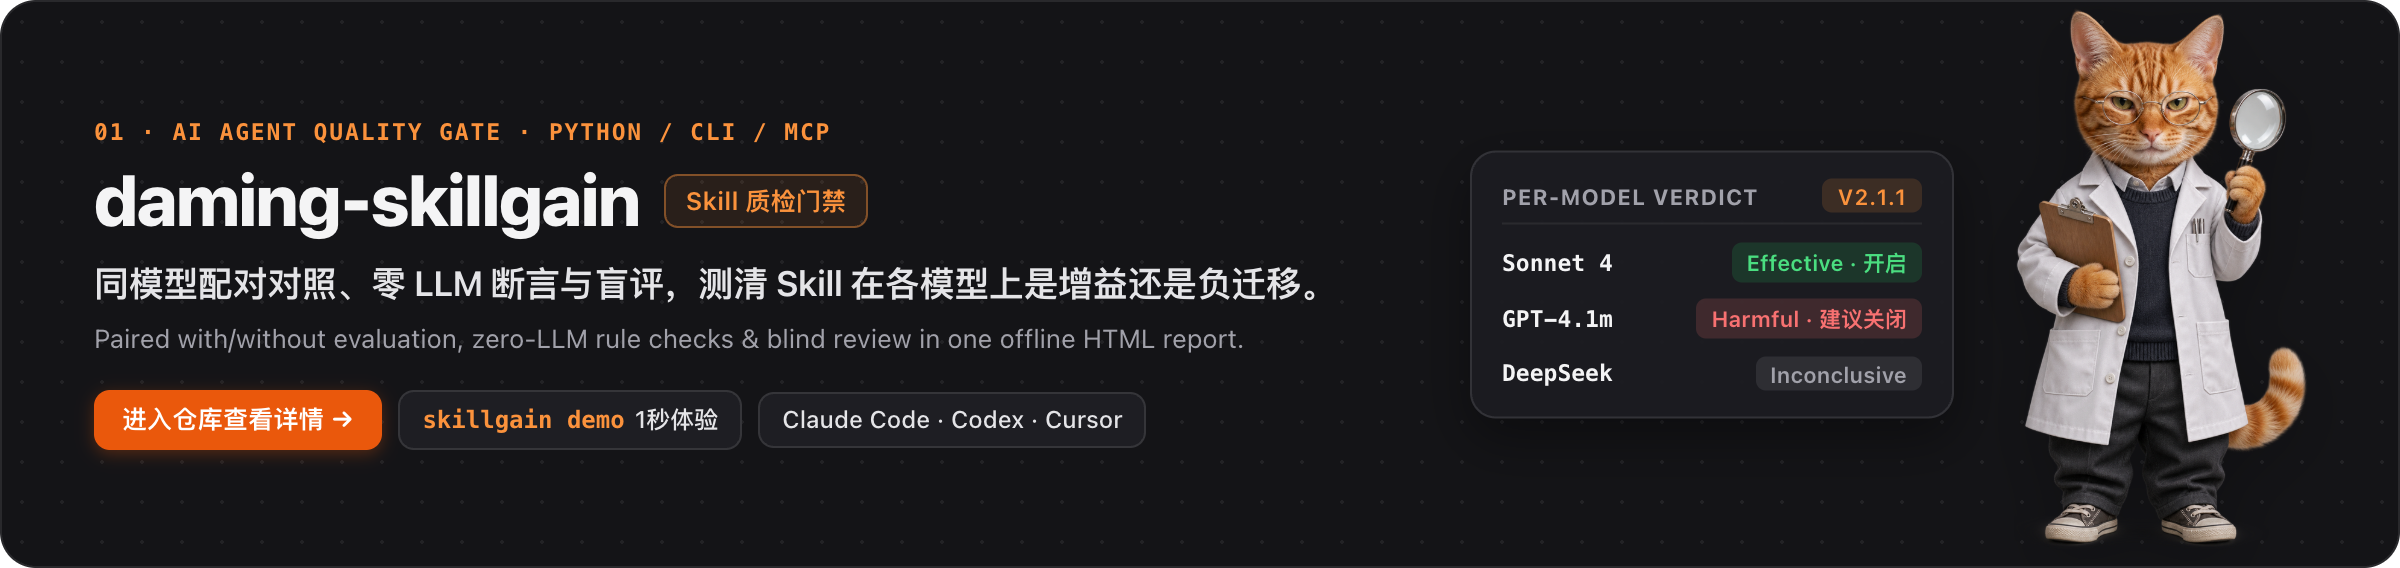 01 · AI AGENT QUALITY GATE · PYTHON / CLI / MCP
daming-skillgain
Skill 质检门禁
同模型配对对照、零 LLM 断言与盲评，测清 Skill 在各模型上是增益还是负迁移。
Paired with/without evaluation, zero-LLM rule checks & blind review in one offline HTML report.
进入仓库查看详情 →
skillgain demo 1秒体验
Claude Code · Codex · Cursor
PER-MODEL VERDICT
V2.1.1
Sonnet 4
Effective · 开启
GPT-4.1m
Harmful · 建议关闭
DeepSeek
Inconclusive